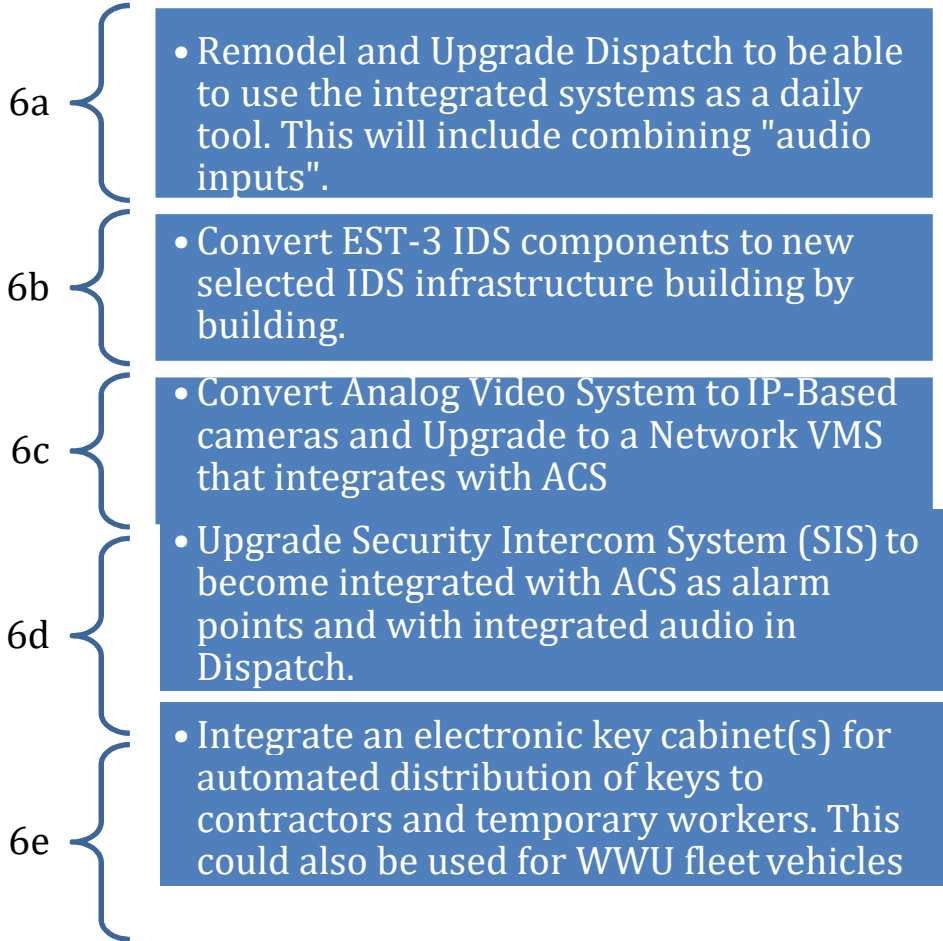 6a
• Remodel and Upgrade Dispatch to be able
to use the integrated systems as a daily
tool. This will include combining "audio
inputs".
6b
• Convert EST-3 IDS components to new
selected IDS infrastructure building by
building.
6c
• Convert Analog Video System to IP-Based
cameras and Upgrade to a Network VMS
that integrates with ACS
6d
• Upgrade Security Intercom System (SIS) to
become integrated with ACS as alarm
points and with integrated audio in
Dispatch.
6e
• Integrate an electronic key cabinet(s) for
automated distribution of keys to
contractors and temporary workers. This
could also be used for WWU fleet vehicles